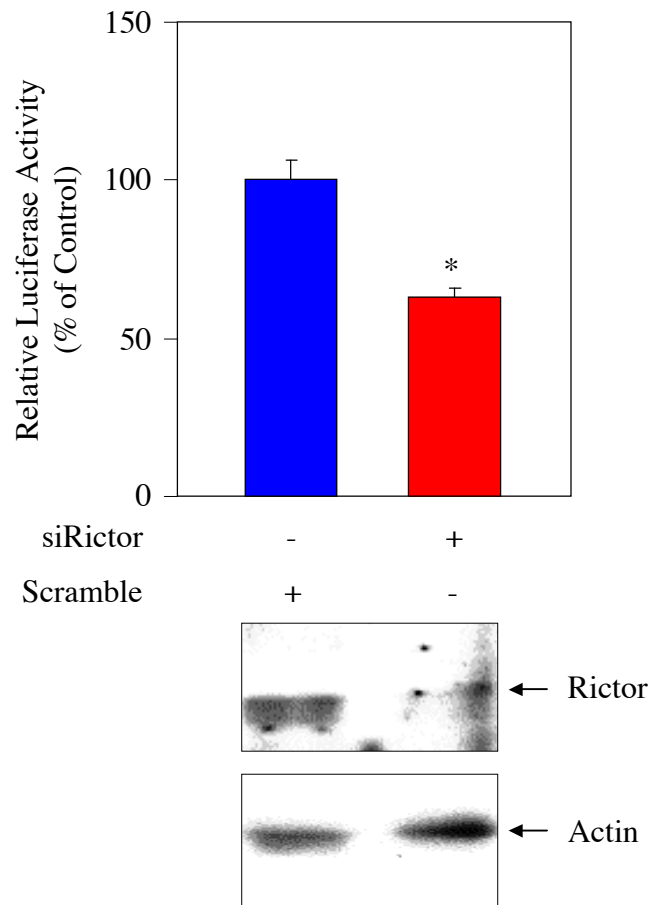 Relative Luciferase Activity
(% of Control)
150
100
50
0
*
siRictor - +
Scramble + -
Rictor
Actin